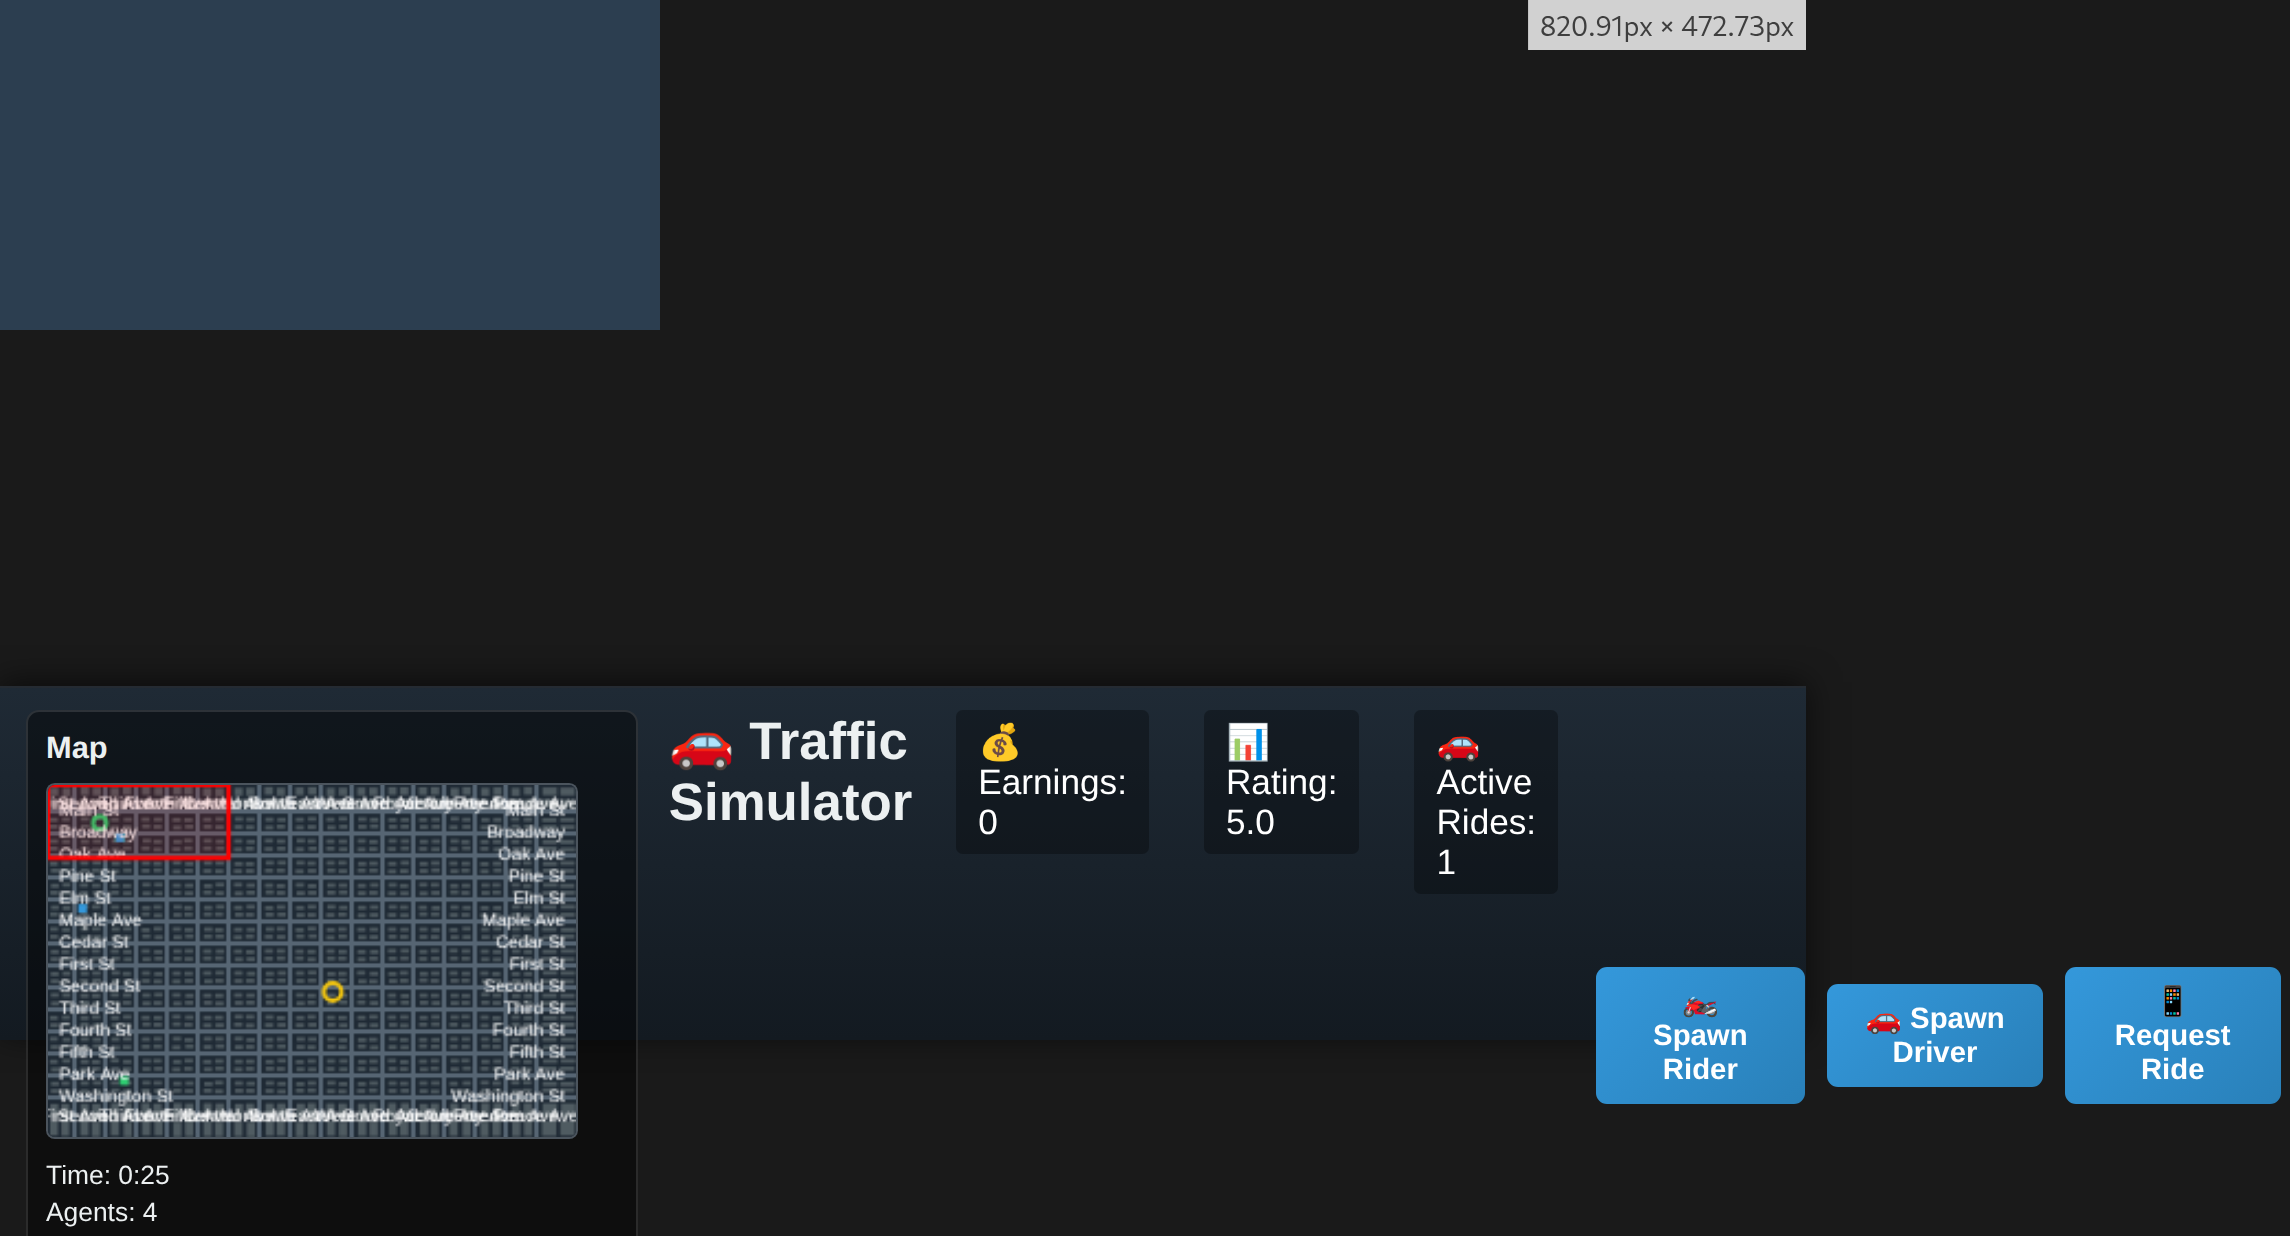 820.91px × 472.73px
Map
Main St
Broadway
Broadway
Oak Ave
Oak Ave
Pine St
Pine St
Elm St
Elm St
Maple Ave
Maple Ave
Cedar St
Cedar St
First St
First St
Second St
Second St
Third St
Third St
Fourth St
Fourth St
Fifth St
Fifth St
Park Ave
Park Ave
Washington St
Washington St
Time: 0:25
Agents: 4
🚗 Traffic
Simulator
💰
Earnings:
0
📊
Rating:
5.0
🚗
Active
Rides:
1
🏍️
Spawn
Rider
🚗 Spawn
Driver
📱
Request
Ride